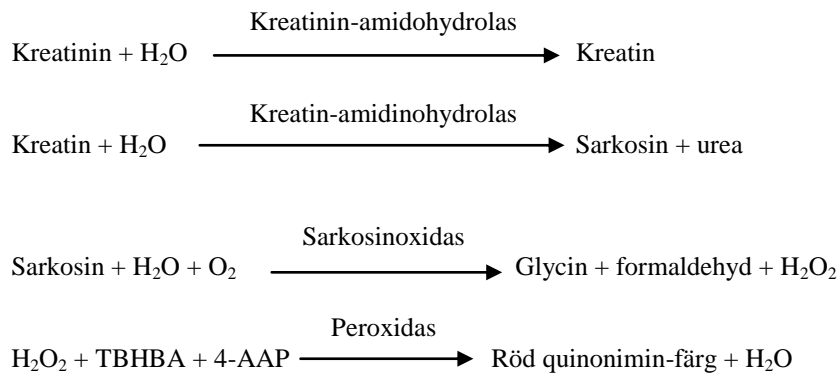 Kreatinin-amidohydrolas
Kreatinin + H₂O Kreatin
Kreatin-amidinohydrolas
Kreatin + H₂O Sarkosin + urea
Sarkosinoxidas
Sarkosin + H₂O + O₂ Glycin + formaldehyd + H₂O₂
Peroxidas
H₂O₂ + TBHBA + 4-AAP Röd quinonimin-färg + H₂O